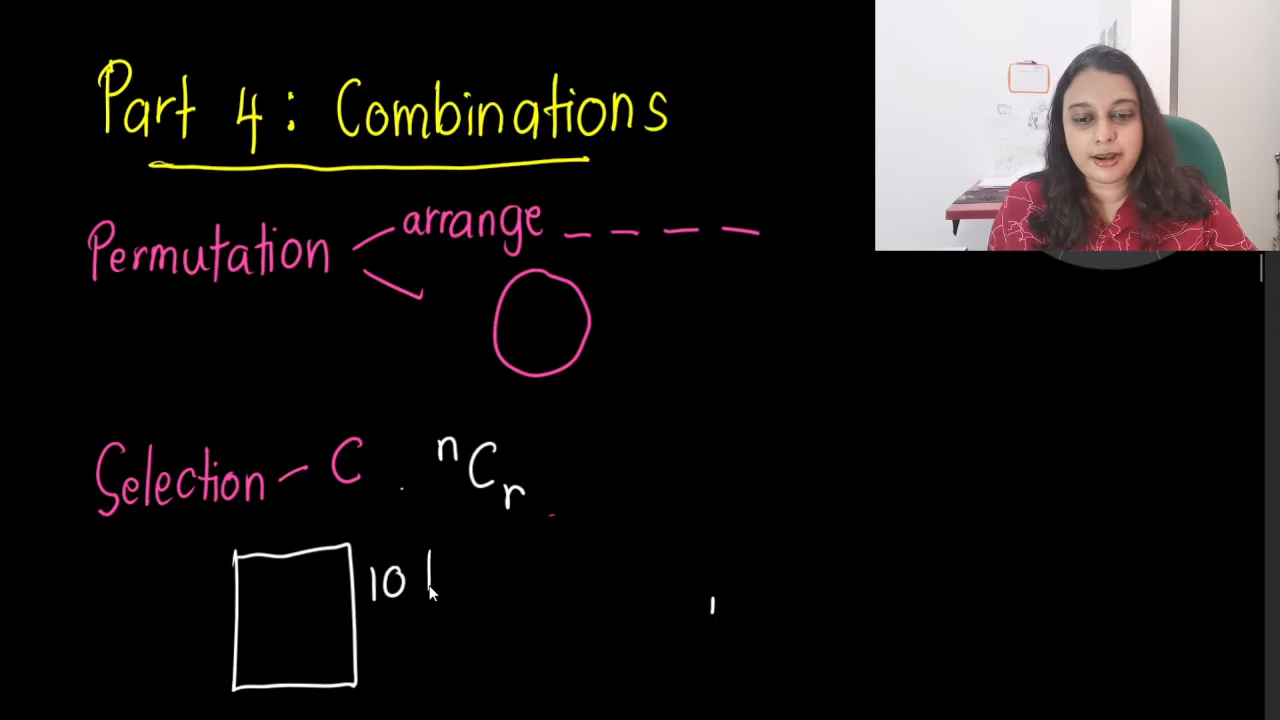 Part 4: Combinations
Permutation arrange _ _ _ _
Selection – C . ⁿCᵣ
10